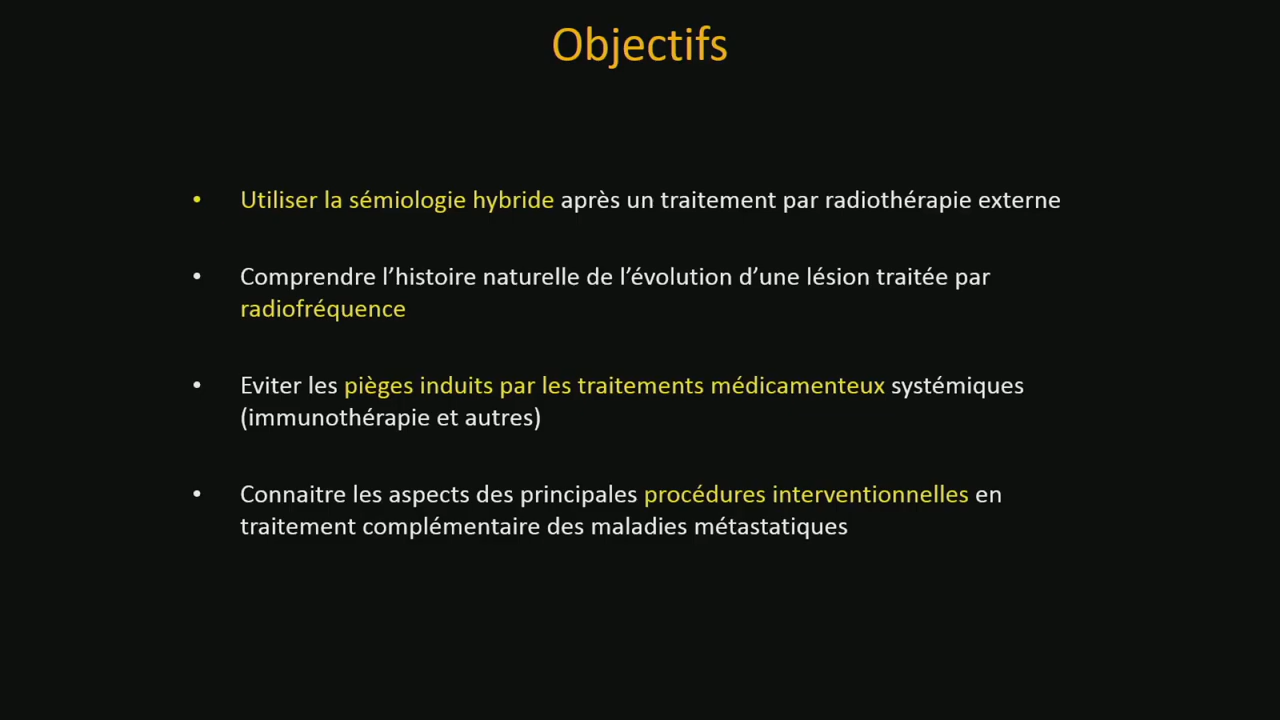 Objectifs
• Utiliser la sémiologie hybride après un traitement par radiothérapie externe
• Comprendre l’histoire naturelle de l’évolution d’une lésion traitée par
radiofréquence
• Eviter les pièges induits par les traitements médicamenteux systémiques
(immunothérapie et autres)
• Connaitre les aspects des principales procédures interventionnelles en
traitement complémentaire des maladies métastatiques